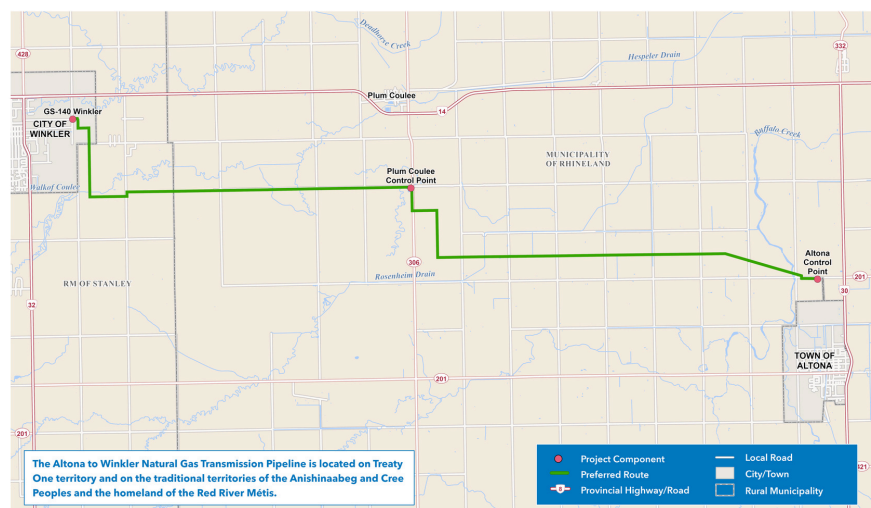 Deadhorse Creek
428
332
Hespeler Drain
Plum Coulee
GS-140 Winkler
14
CITY OF
WINKLER
Buffalo Creek
MUNICIPALITY
OF RHINELAND
Plum Coulee
Control Point
Walkof Coulee
Altona
Control
Point
306
Rosenheim Drain
201
RM OF STANLEY
30
32
TOWN OF
ALTONA
201
201
421
The Altona to Winkler Natural Gas Transmission Pipeline is located on Treaty
One territory and on the traditional territories of the Anishinaabeg and Cree
Peoples and the homeland of the Red River Métis.
Project Component
Preferred Route
Provincial Highway/Road
Local Road
City/Town
Rural Municipality